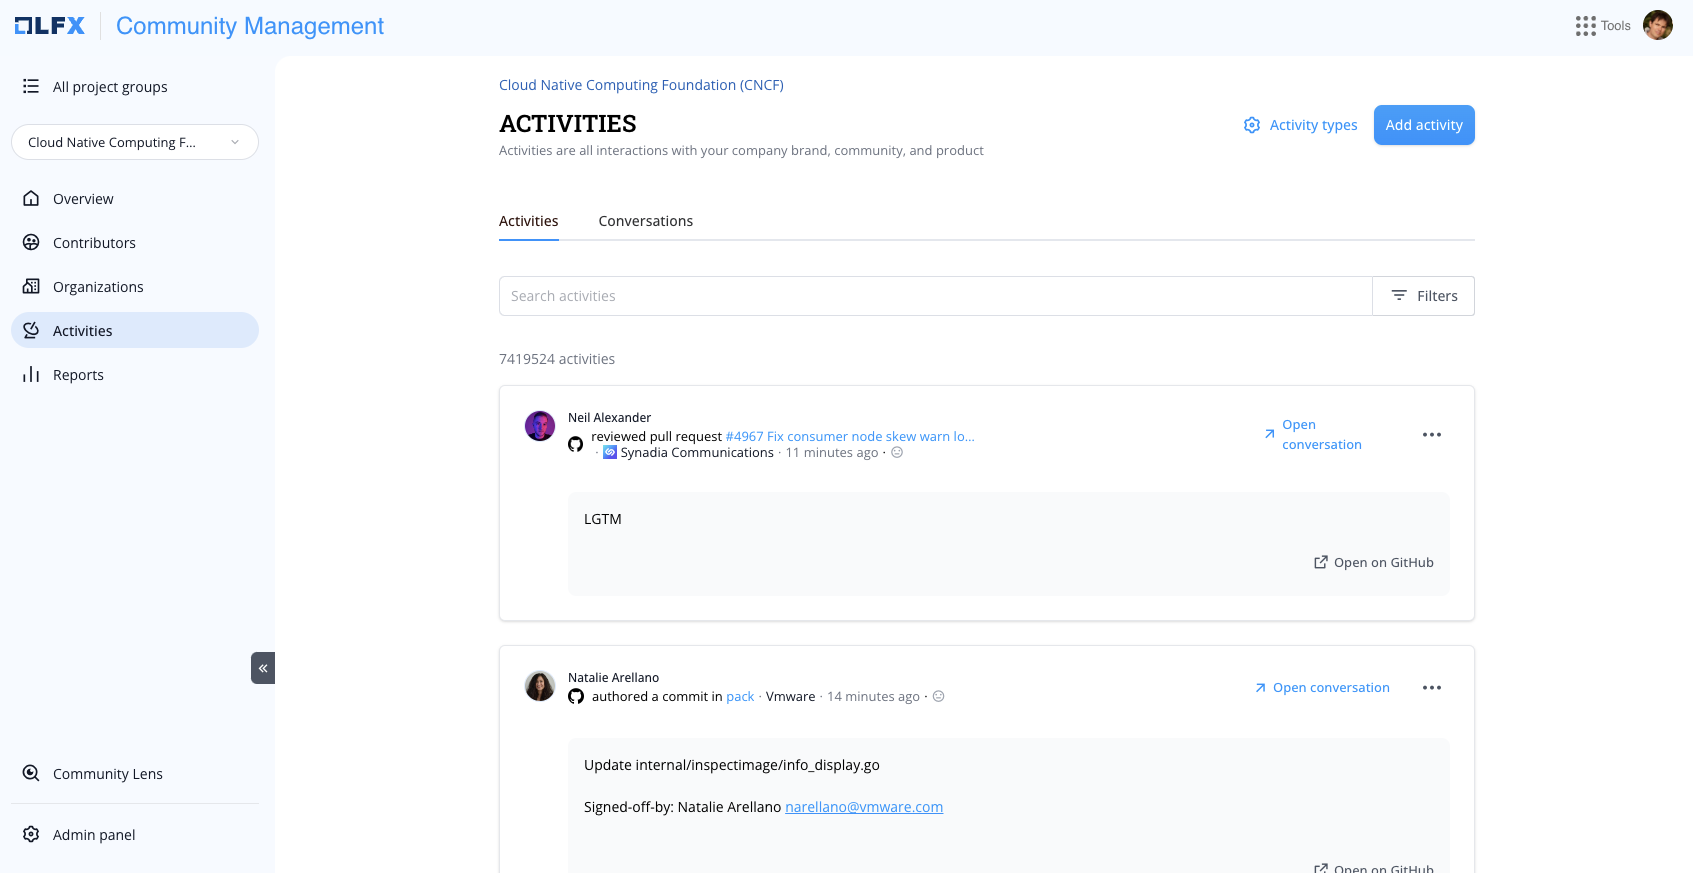 LFX Community Management
Tools
All project groups
Cloud Native Computing F...
Overview
Contributors
Organizations
Activities
Reports
Community Lens
Admin panel
Cloud Native Computing Foundation (CNCF)
ACTIVITIES
Activities are all interactions with your company brand, community, and product
Activity types
Add activity
Activities Conversations
Search activities
Filters
7419524 activities
Neil Alexander
reviewed pull request #4967 Fix consumer node skew warn lo...
· Synadia Communications · 11 minutes ago ·
Open
conversation
LGTM
Open on GitHub
Natalie Arellano
authored a commit in pack · Vmware · 14 minutes ago ·
Open conversation
Update internal/inspectimage/info_display.go
Signed-off-by: Natalie Arellano narellano@vmware.com
Open on GitHub